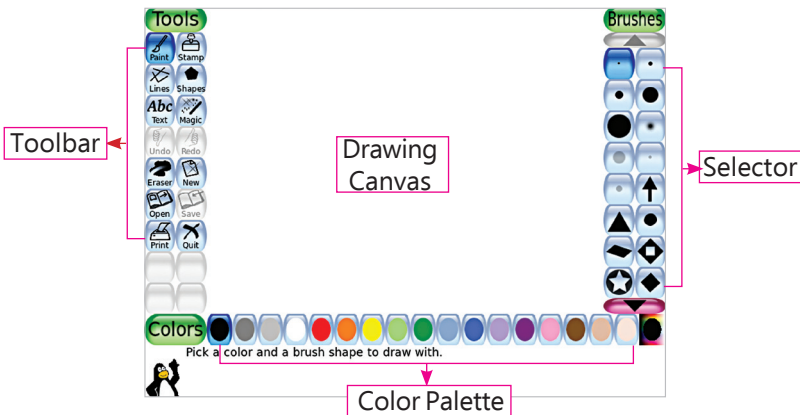 Tools
Brushes
Paint Stamp
Lines Shapes
Abc
Text Magic
Undo Redo
Eraser New
Open Save
Print Quit
Toolbar
Drawing
Canvas
Selector
Colors
Pick a color and a brush shape to draw with.
Color Palette